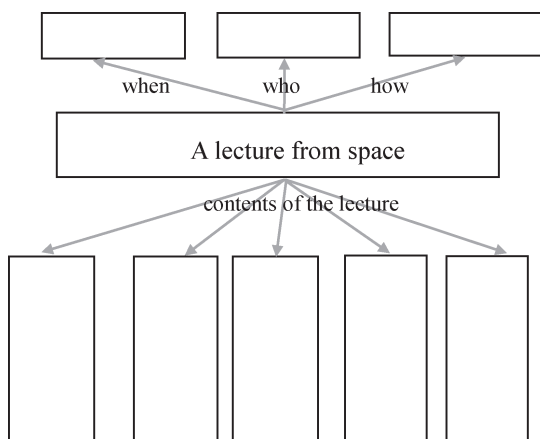 when who how
A lecture from space
contents of the lecture